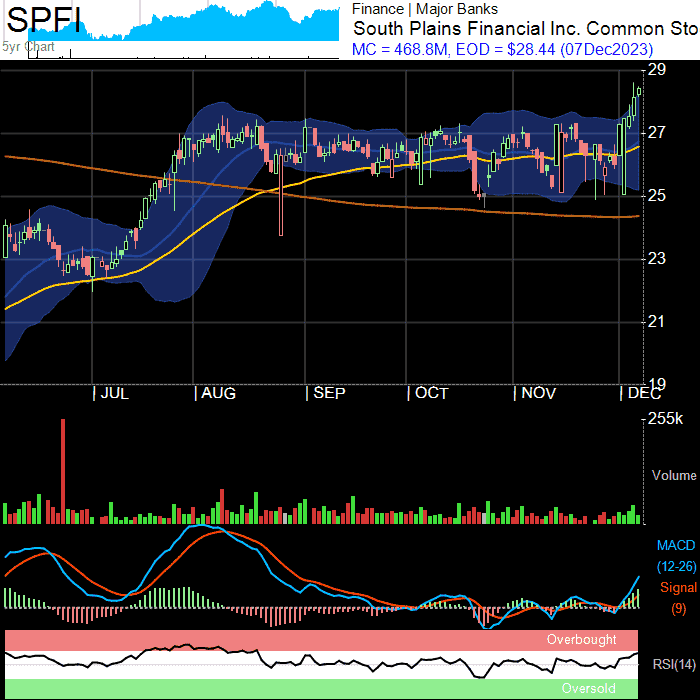 SPFI
5yr Chart
Finance | Major Banks
South Plains Financial Inc. Common Sto
MC = 468.8M, EOD = $28.44 (07Dec2023)
29
27
25
23
21
19
| JUL | AUG | SEP | OCT | NOV | DEC
255k
Volume
MACD
(12-26)
Signal
(9)
Overbought
RSI(14)
Oversold